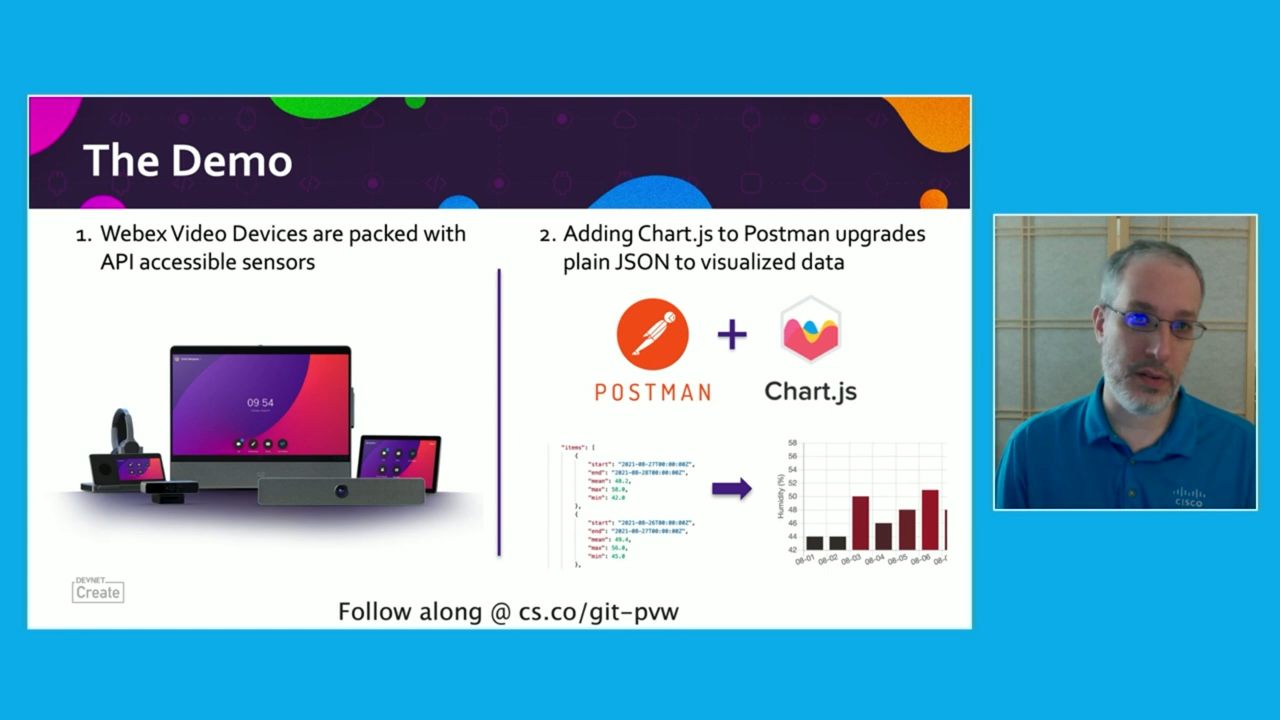 The Demo
1. Webex Video Devices are packed with
API accessible sensors
2. Adding Chart.js to Postman upgrades
plain JSON to visualized data
09 54
POSTMAN
+
Chart.js
"items": [
{
"start": "2021-08-27T00:00:00Z",
"end": "2021-08-28T00:00:00Z",
"mean": 48.2,
"max": 58.0,
"min": 42.0
},
{
"start": "2021-08-26T00:00:00Z",
"end": "2021-08-27T00:00:00Z",
"mean": 49.4,
"max": 56.0,
"min": 45.0
},
Humidity (%)
58
56
54
52
50
48
46
44
42
08-01 08-02 08-03 08-04 08-05 08-06
DEVNET
Create
Follow along @ cs.co/git-pvw
CISCO